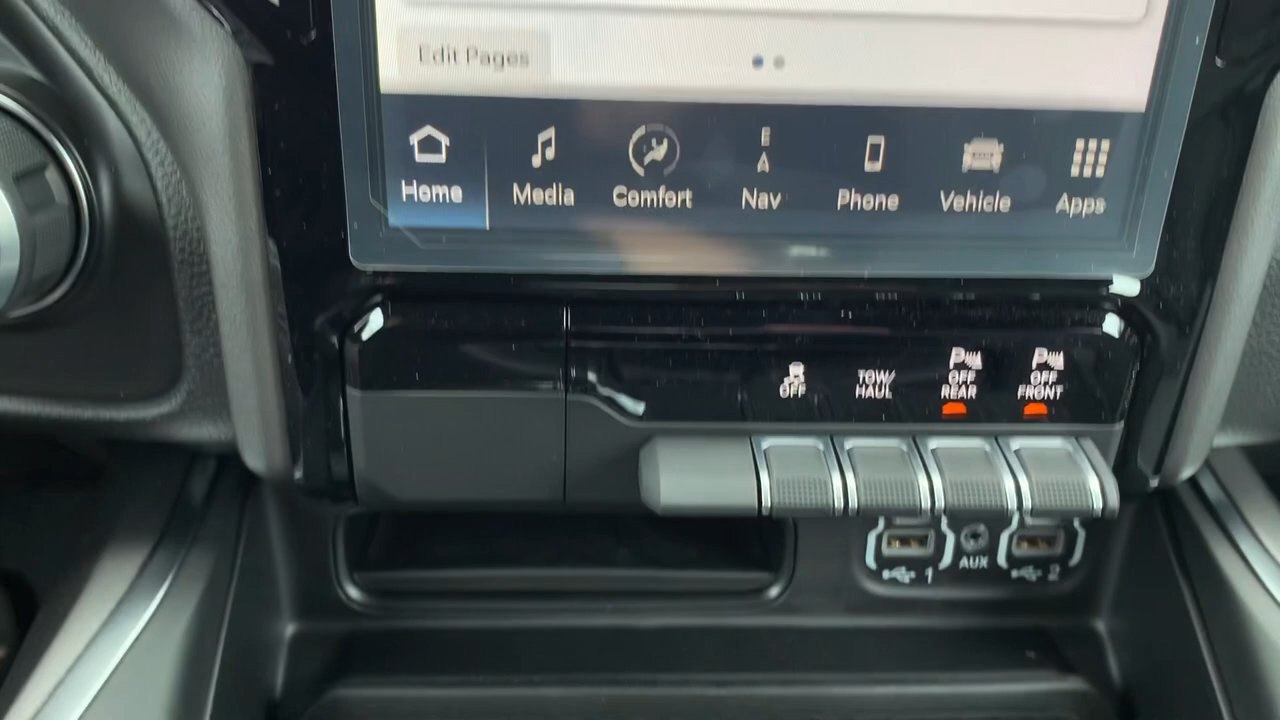 Edit Pages
Home Media Comfort Nav Phone Vehicle Apps
OFF
TOW/
HAUL
P
OFF
REAR
P
OFF
FRONT
1 AUX 2